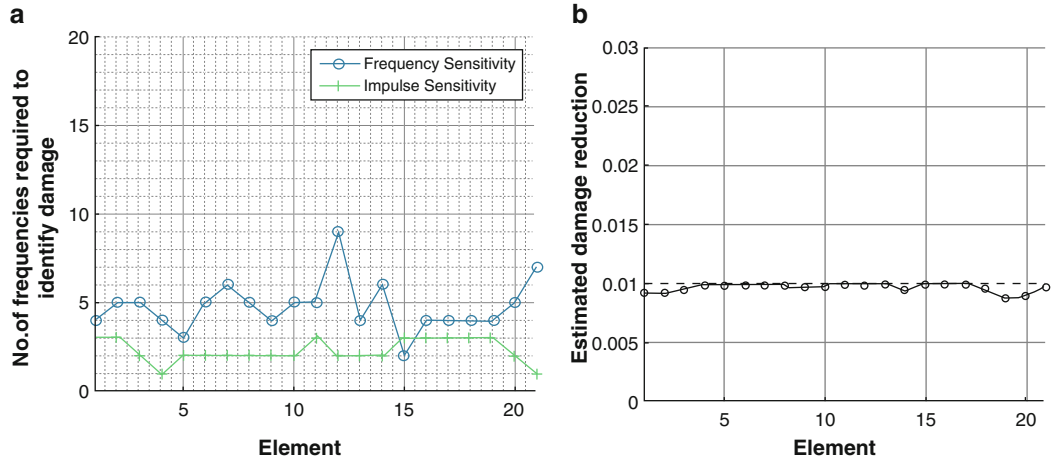 a
20
15
10
5
0
No.of frequencies required to
identify damage
Frequency Sensitivity
Impulse Sensitivity
5
10
15
20
Element
b
0.03
0.025
0.02
0.015
0.010
0.005
0
Estimated damage reduction
5
10
15
20
Element